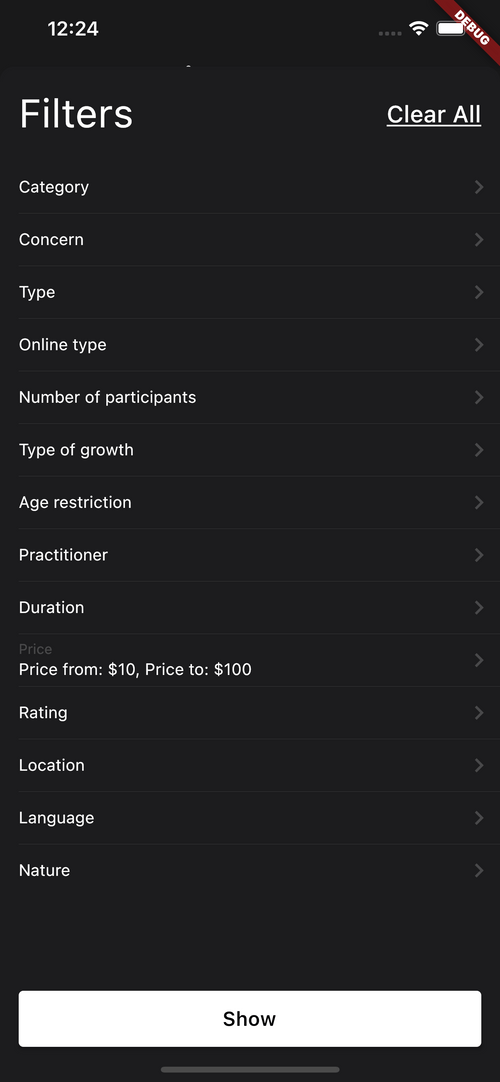 12:24
DEBUG
Filters
Clear All
Category
Concern
Type
Online type
Number of participants
Type of growth
Age restriction
Practitioner
Duration
Price
Price from: $10, Price to: $100
Rating
Location
Language
Nature
Show